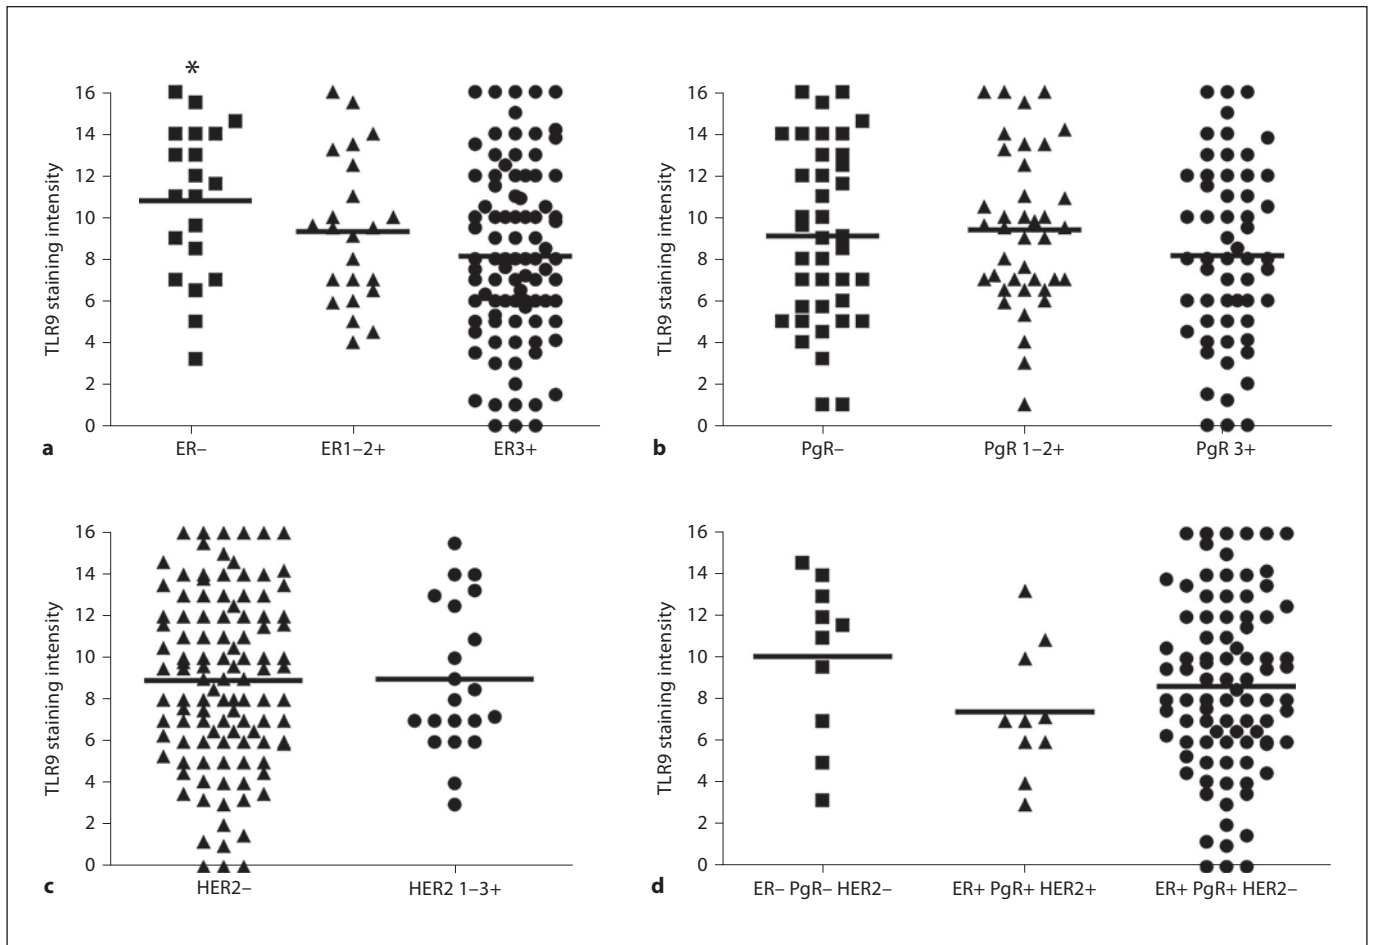 *
16
14
12
10
8
6
4
2
0
TLR9 staining intensity
a
ER–
ER1–2+
ER3+
16
14
12
10
8
6
4
2
0
TLR9 staining intensity
b
PgR–
PgR 1–2+
PgR 3+
16
14
12
10
8
6
4
2
0
TLR9 staining intensity
c
HER2–
HER2 1–3+
16
14
12
10
8
6
4
2
0
TLR9 staining intensity
d
ER– PgR– HER2–
ER+ PgR+ HER2+
ER+ PgR+ HER2–